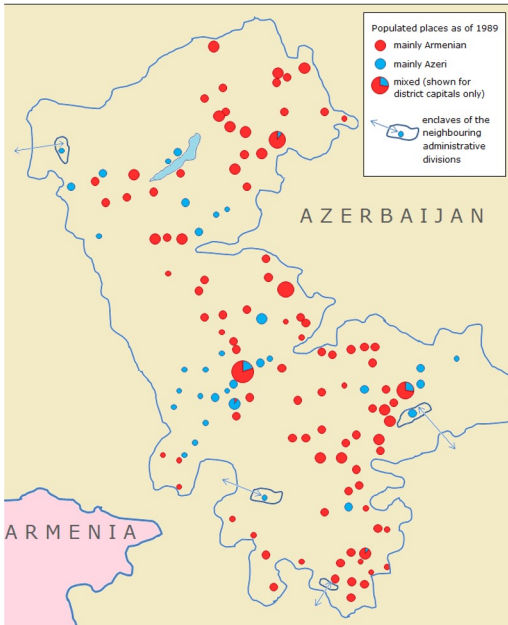 Populated places as of 1989
mainly Armenian
mainly Azeri
mixed (shown for
district capitals only)
enclaves of the
neighbouring
administrative
divisions
AZERBAIJAN
ARMENIA